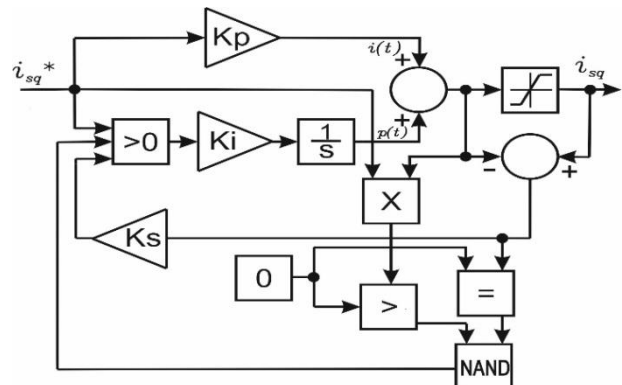 Kp
i(t)
+
i_sq*
i_sq
>0
Ki
1/s
p(t)
+
-
+
X
Ks
0
>
=
NAND